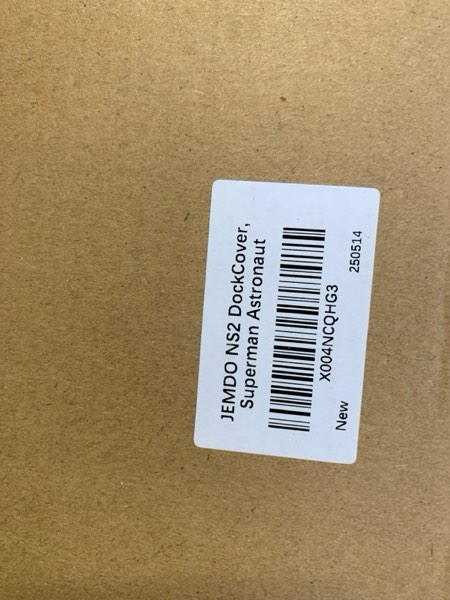 JEMDO NS2 DockCover,
Superman Astronaut
X004NCQHG3
New
250514